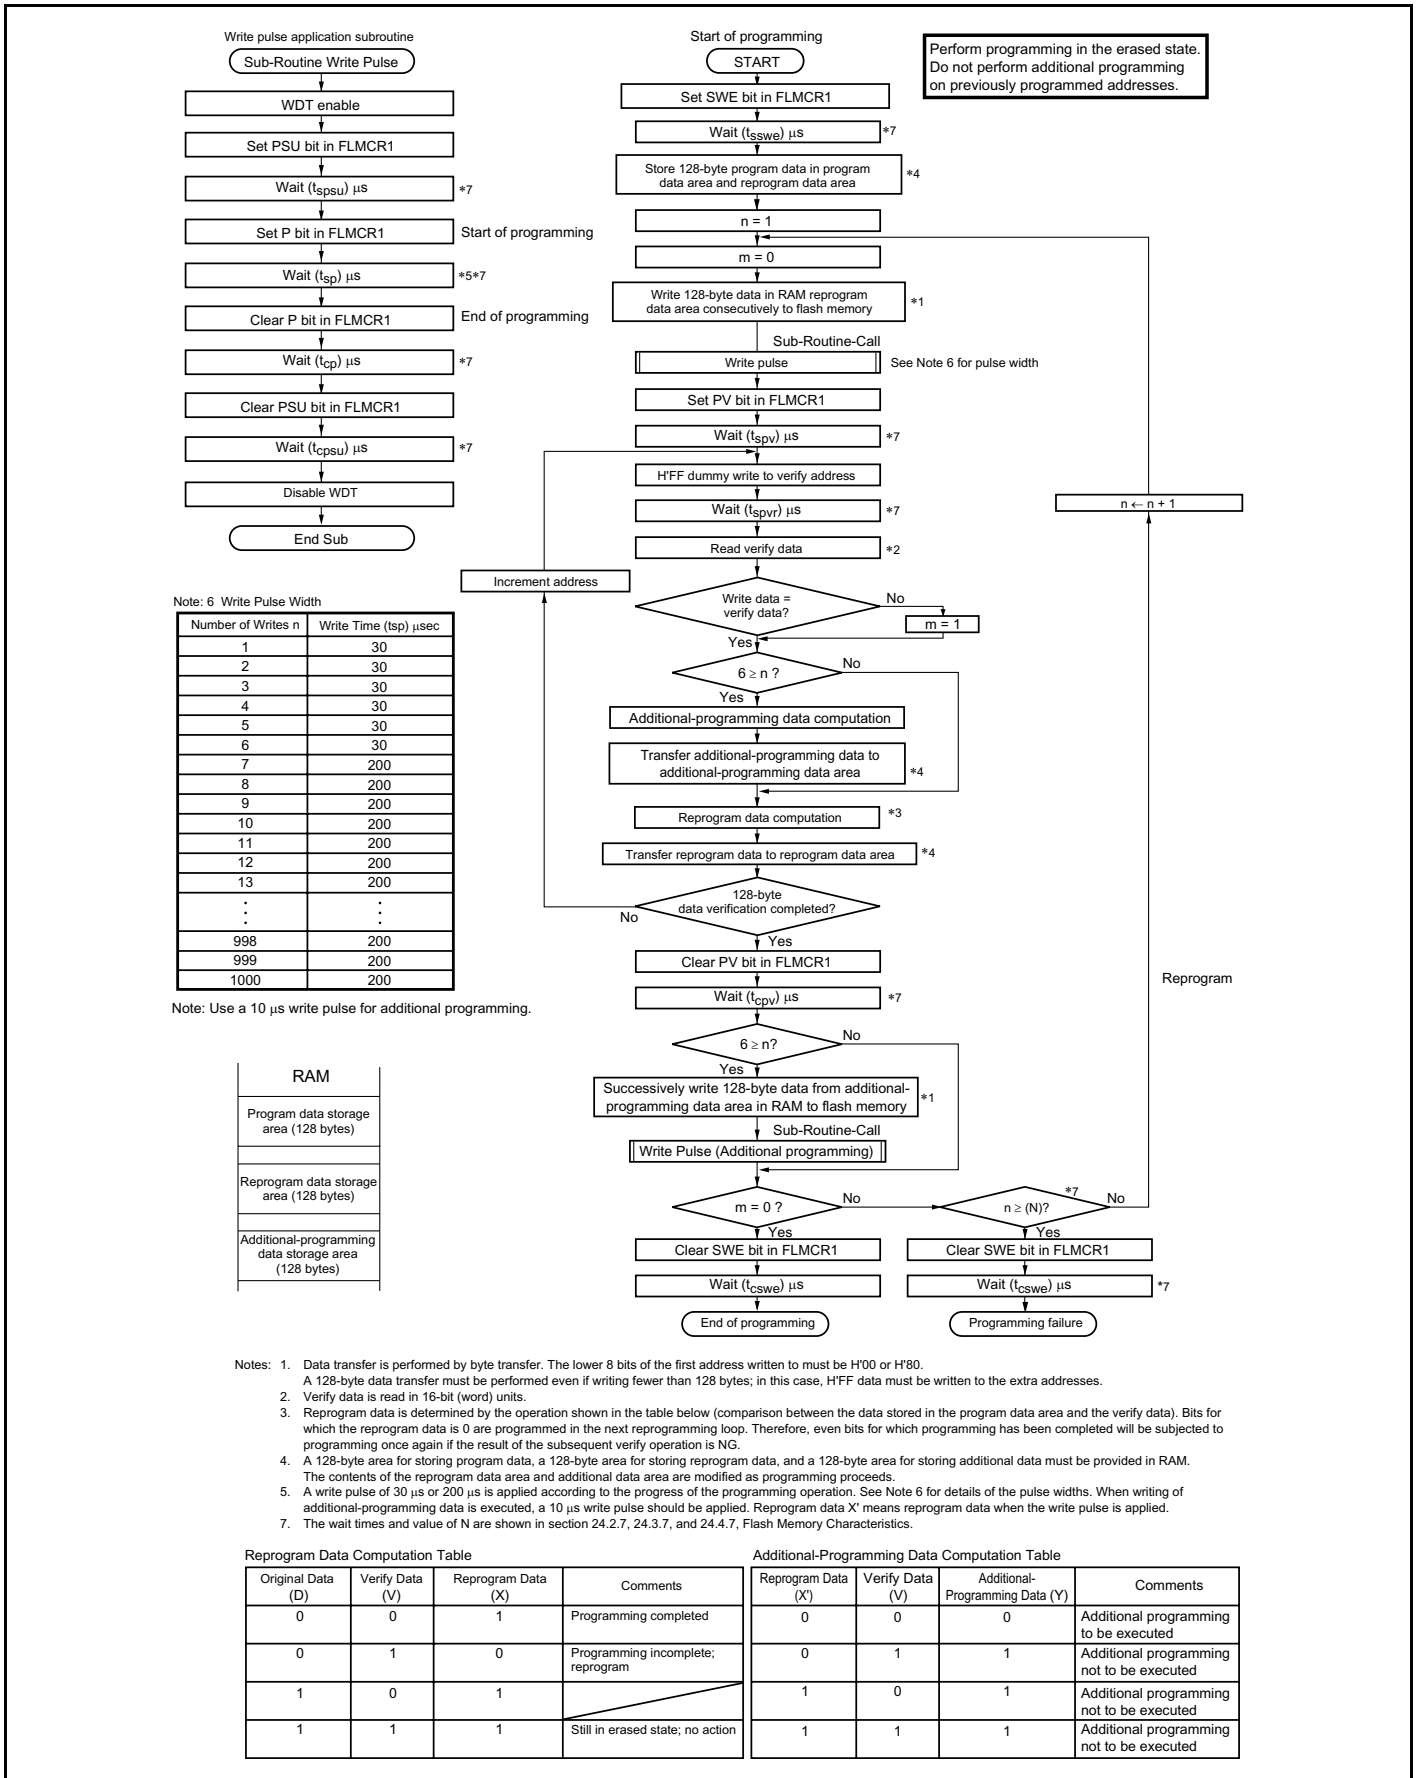 Write pulse application subroutine
Sub-Routine Write Pulse
WDT enable
Set PSU bit in FLMCR1
Wait (tspsu) μs
*7
Set P bit in FLMCR1
Start of programming
Wait (tsp) μs
*5*7
Clear P bit in FLMCR1
End of programming
Wait (tcp) μs
*7
Clear PSU bit in FLMCR1
Wait (tcpsu) μs
*7
Disable WDT
End Sub
Note: 6 Write Pulse Width
Number of Writes n Write Time (tsp) μsec
1 30
2 30
3 30
4 30
5 30
6 30
7 200
8 200
9 200
10 200
11 200
12 200
13 200
998 200
999 200
1000 200
Note: Use a 10 μs write pulse for additional programming.
RAM
Program data storage
area (128 bytes)
Reprogram data storage
area (128 bytes)
Additional-programming
data storage area
(128 bytes)
Start of programming
START
Set SWE bit in FLMCR1
Wait (tsswe) μs
*7
Store 128-byte program data in program
data area and reprogram data area
*4
n = 1
m = 0
Write 128-byte data in RAM reprogram
data area consecutively to flash memory
*1
Sub-Routine-Call
Write pulse
See Note 6 for pulse width
Set PV bit in FLMCR1
Wait (tspv) μs
*7
H'FF dummy write to verify address
Wait (tspvr) μs
*7
Read verify data
*2
Increment address
Write data =
verify data?
No
m = 1
Yes
6 ≥ n ?
No
Yes
Additional-programming data computation
Transfer additional-programming data to
additional-programming data area
*4
Reprogram data computation
*3
Transfer reprogram data to reprogram data area
*4
128-byte
data verification completed?
No
Yes
Clear PV bit in FLMCR1
Wait (tcpv) μs
*7
6 ≥ n?
No
Yes
Successively write 128-byte data from additional-
programming data area in RAM to flash memory
*1
Sub-Routine-Call
Write Pulse (Additional programming)
m = 0 ?
No
Yes
Clear SWE bit in FLMCR1
Wait (tcswe) μs
End of programming
n ≥ (N)?
*7
No
Yes
Clear SWE bit in FLMCR1
Wait (tcswe) μs
*7
Programming failure
n ← n + 1
Reprogram
Perform programming in the erased state.
Do not perform additional programming
on previously programmed addresses.
Notes: 1. Data transfer is performed by byte transfer. The lower 8 bits of the first address written to must be H'00 or H'80.
A 128-byte data transfer must be performed even if writing fewer than 128 bytes; in this case, H'FF data must be written to the extra addresses.
2. Verify data is read in 16-bit (word) units.
3. Reprogram data is determined by the operation shown in the table below (comparison between the data stored in the program data area and the verify data). Bits for
which the reprogram data is 0 are programmed in the next reprogramming loop. Therefore, even bits for which programming has been completed will be subjected to
programming once again if the result of the subsequent verify operation is NG.
4. A 128-byte area for storing program data, a 128-byte area for storing reprogram data, and a 128-byte area for storing additional data must be provided in RAM.
The contents of the reprogram data area and additional data area are modified as programming proceeds.
5. A write pulse of 30 μs or 200 μs is applied according to the progress of the programming operation. See Note 6 for details of the pulse widths. When writing of
additional-programming data is executed, a 10 μs write pulse should be applied. Reprogram data X' means reprogram data when the write pulse is applied.
7. The wait times and value of N are shown in section 24.2.7, 24.3.7, and 24.4.7, Flash Memory Characteristics.
Reprogram Data Computation Table
Original Data Verify Data Reprogram Data Comments
(D) (V) (X)
0 0 1 Programming completed
0 1 0 Programming incomplete;
reprogram
1 0 1
1 1 1 Still in erased state; no action
Additional-Programming Data Computation Table
Reprogram Data Verify Data Additional- Comments
(X') (V) Programming Data (Y)
0 0 0 Additional programming
to be executed
0 1 1 Additional programming
not to be executed
1 0 1 Additional programming
not to be executed
1 1 1 Additional programming
not to be executed